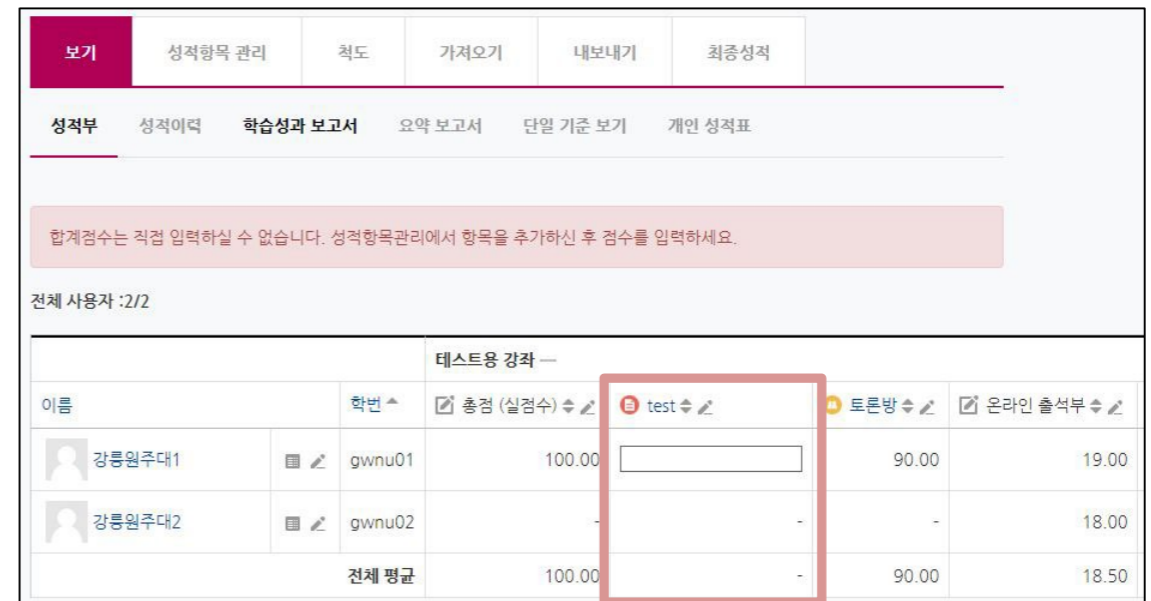 보기 성적항목 관리 척도 가져오기 내보내기 최종성적
성적부 성적이력 학습성과 보고서 요약 보고서 단일 기준 보기 개인 성적표
합계점수는 직접 입력하실 수 없습니다. 성적항목관리에서 항목을 추가하신 후 점수를 입력하세요.
전체 사용자 :2/2
테스트용 강좌 —
이름 학번 총점 (실점수) test 토론방 온라인 출석부
강릉원주대1 gwnu01 100.00 90.00 19.00
강릉원주대2 gwnu02 - - - 18.00
전체 평균 100.00 - 90.00 18.50